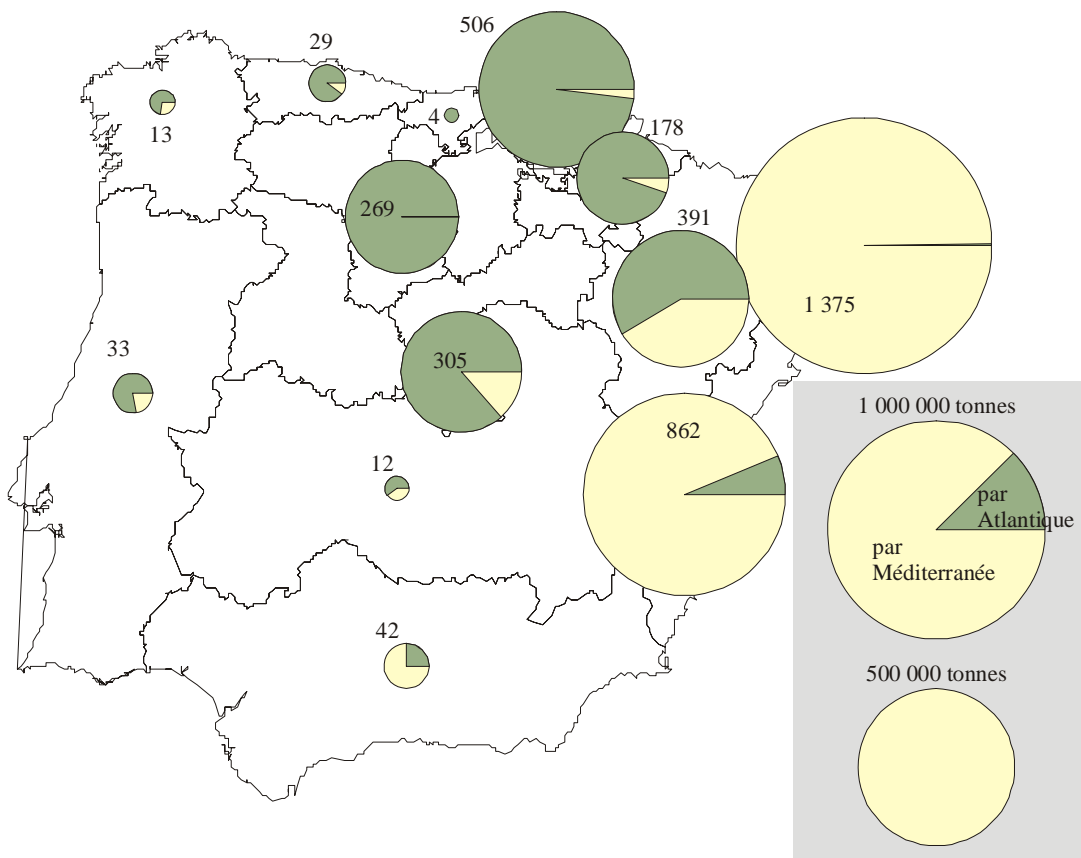 506
29
4
13
178
269
391
1 375
33
305
862
12
42
1 000 000 tonnes
par
Atlantique
par
Méditerranée
500 000 tonnes